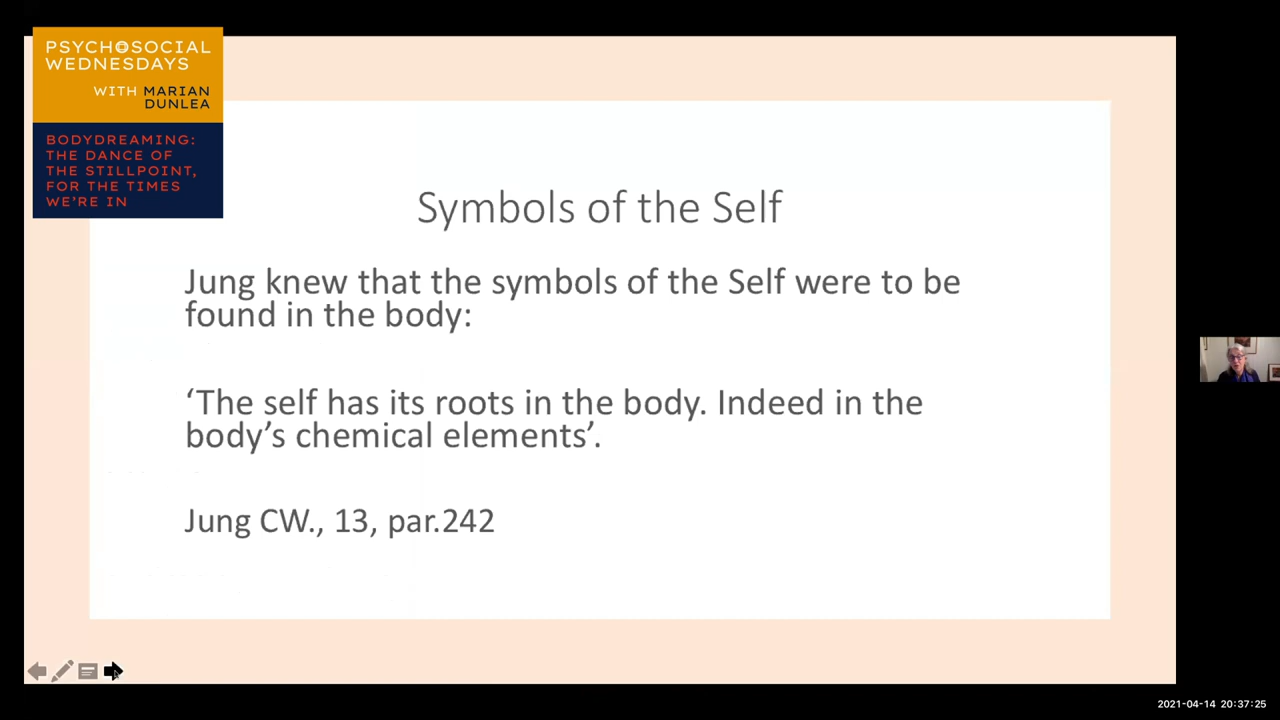 PSYCHOSOCIAL
WEDNESDAYS
WITH MARIAN
DUNLEA
BODYDREAMING:
THE DANCE OF
THE STILLPOINT,
FOR THE TIMES
WE'RE IN
Symbols of the Self
Jung knew that the symbols of the Self were to be
found in the body:
‘The self has its roots in the body. Indeed in the
body’s chemical elements’.
Jung CW., 13, par.242
2021-04-14 20:37:25